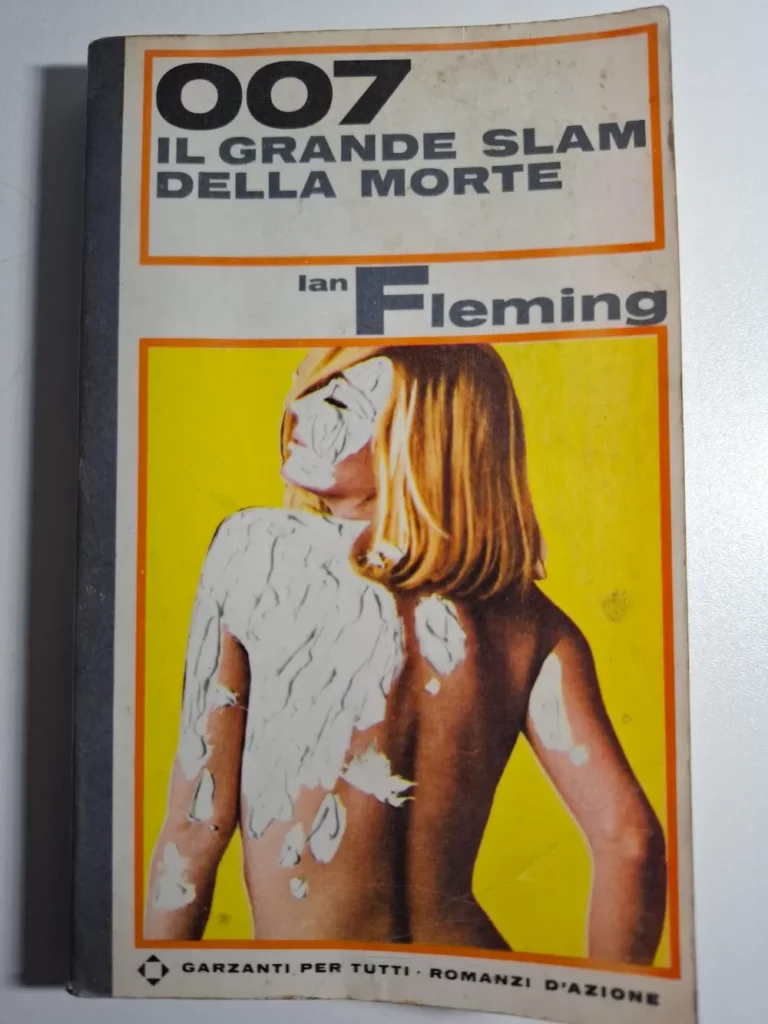 007
IL GRANDE SLAM
DELLA MORTE
Ian Fleming
GARZANTI PER TUTTI · ROMANZI D'AZIONE